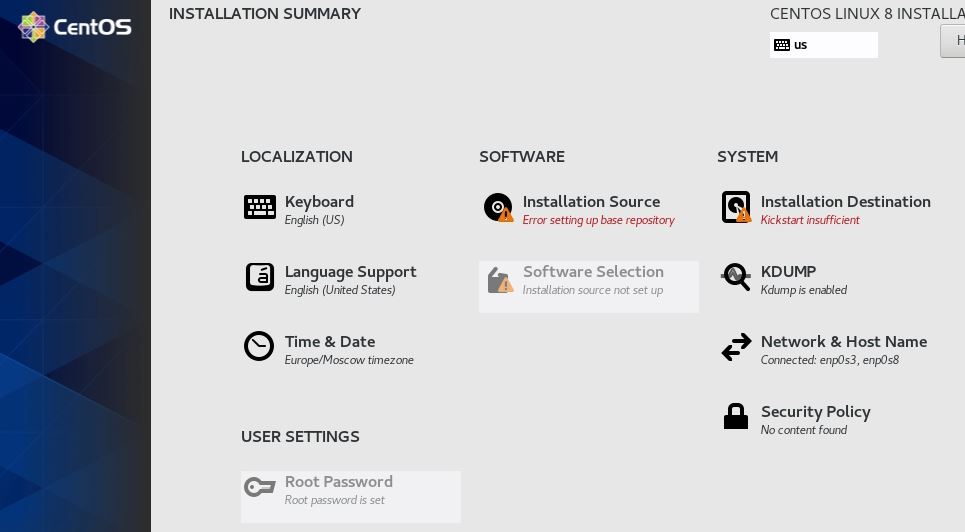 CentOS
INSTALLATION SUMMARY
CENTOS LINUX 8 INSTALLA
us
H
LOCALIZATION
Keyboard
English (US)
Language Support
English (United States)
Time & Date
Europe/Moscow timezone
SOFTWARE
Installation Source
Error setting up base repository
Software Selection
Installation source not set up
SYSTEM
Installation Destination
Kickstart insufficient
KDUMP
Kdump is enabled
Network & Host Name
Connected: enp0s3, enp0s8
Security Policy
No content found
USER SETTINGS
Root Password
Root password is set